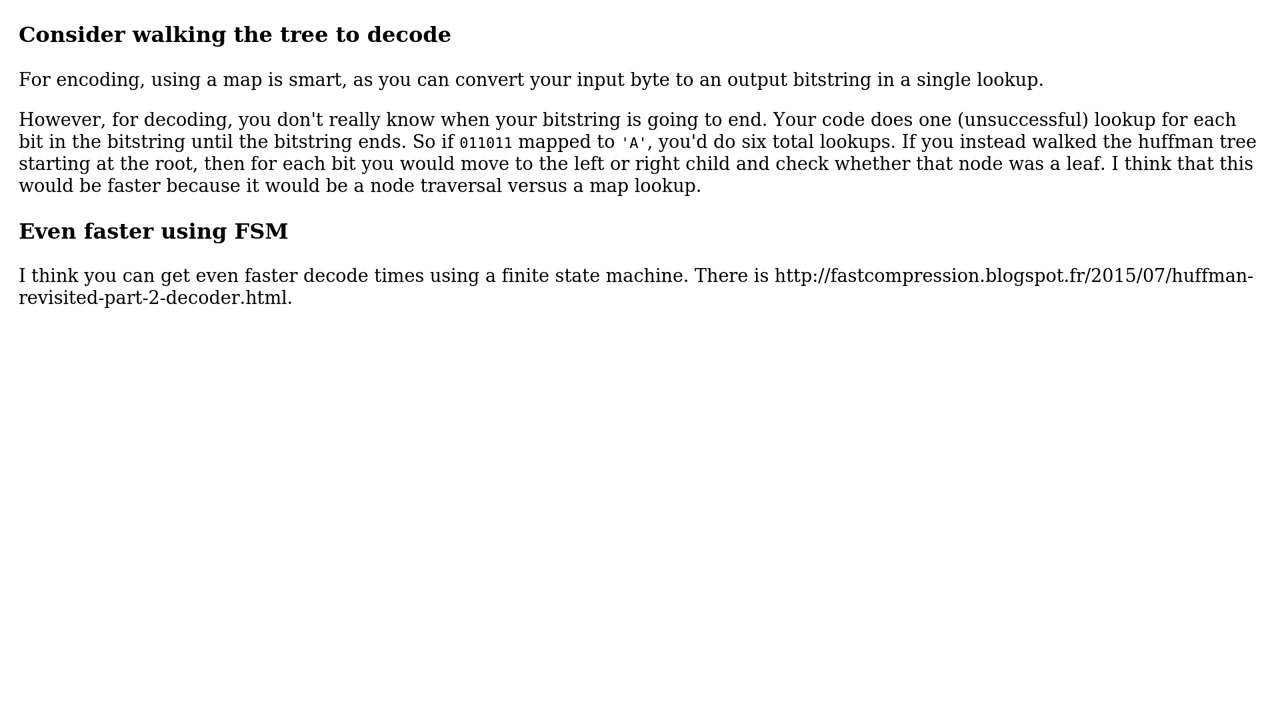 Consider walking the tree to decode
For encoding, using a map is smart, as you can convert your input byte to an output bitstring in a single lookup.
However, for decoding, you don't really know when your bitstring is going to end. Your code does one (unsuccessful) lookup for each
bit in the bitstring until the bitstring ends. So if 011011 mapped to 'A', you'd do six total lookups. If you instead walked the huffman tree
starting at the root, then for each bit you would move to the left or right child and check whether that node was a leaf. I think that this
would be faster because it would be a node traversal versus a map lookup.
Even faster using FSM
I think you can get even faster decode times using a finite state machine. There is http://fastcompression.blogspot.fr/2015/07/huffman-
revisited-part-2-decoder.html.